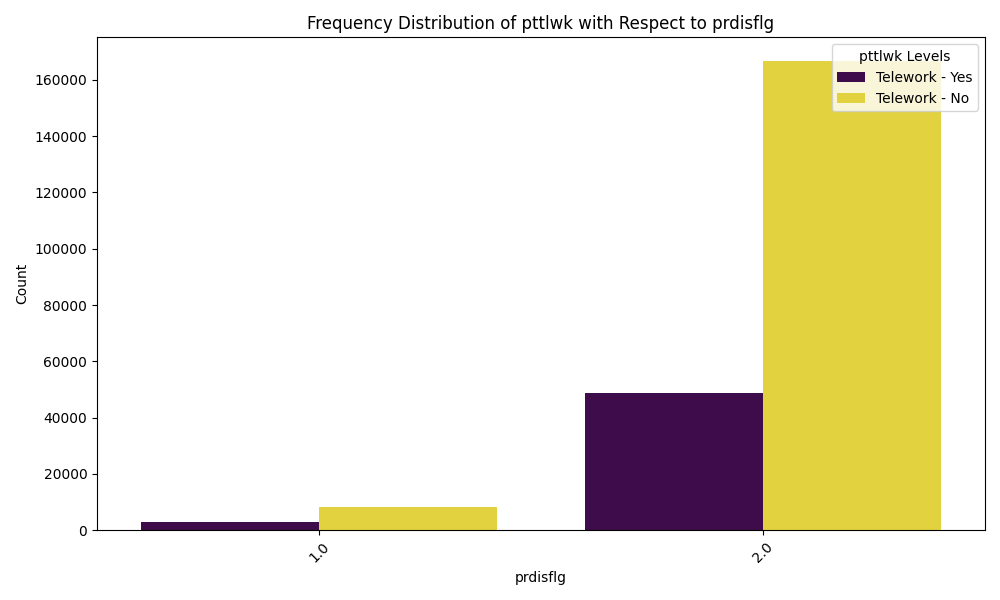 Frequency Distribution of pttlwk with Respect to prdisflg
pttlwk Levels
Telework - Yes
Telework - No
160000
140000
120000
100000
80000
60000
40000
20000
0
Count
1.0
2.0
prdisflg